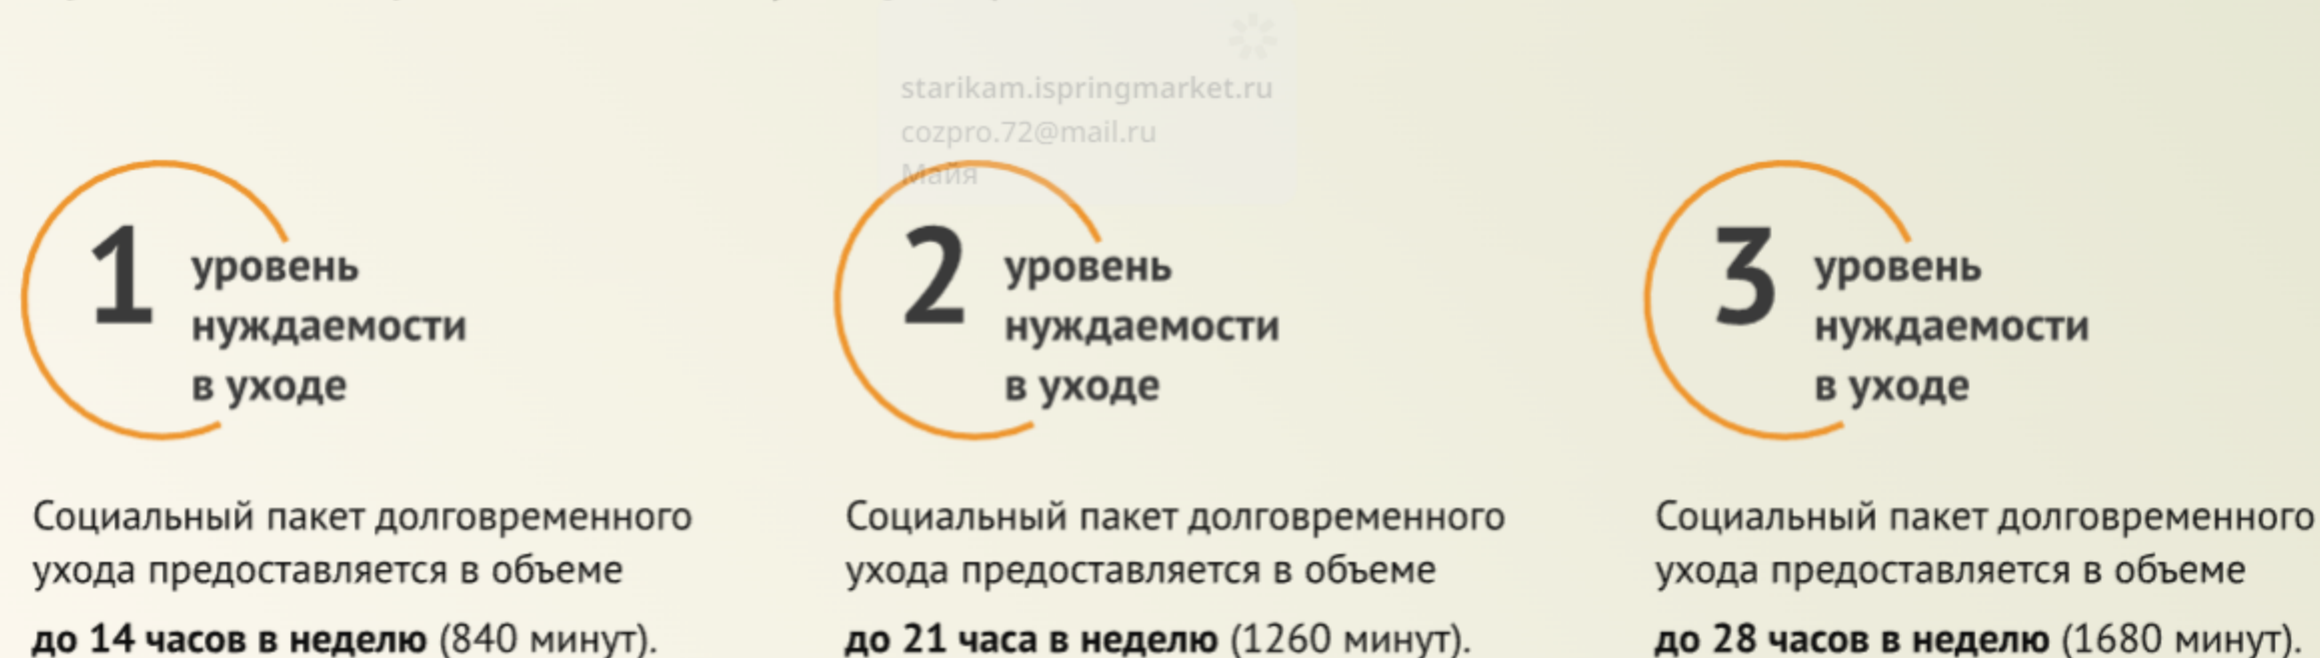 starikam.ispringmarket.ru
cozpro.72@mail.ru
Майя
1 уровень
нуждаемости
в уходе
Социальный пакет долговременного
ухода предоставляется в объеме
до 14 часов в неделю (840 минут).
2 уровень
нуждаемости
в уходе
Социальный пакет долговременного
ухода предоставляется в объеме
до 21 часа в неделю (1260 минут).
3 уровень
нуждаемости
в уходе
Социальный пакет долговременного
ухода предоставляется в объеме
до 28 часов в неделю (1680 минут).